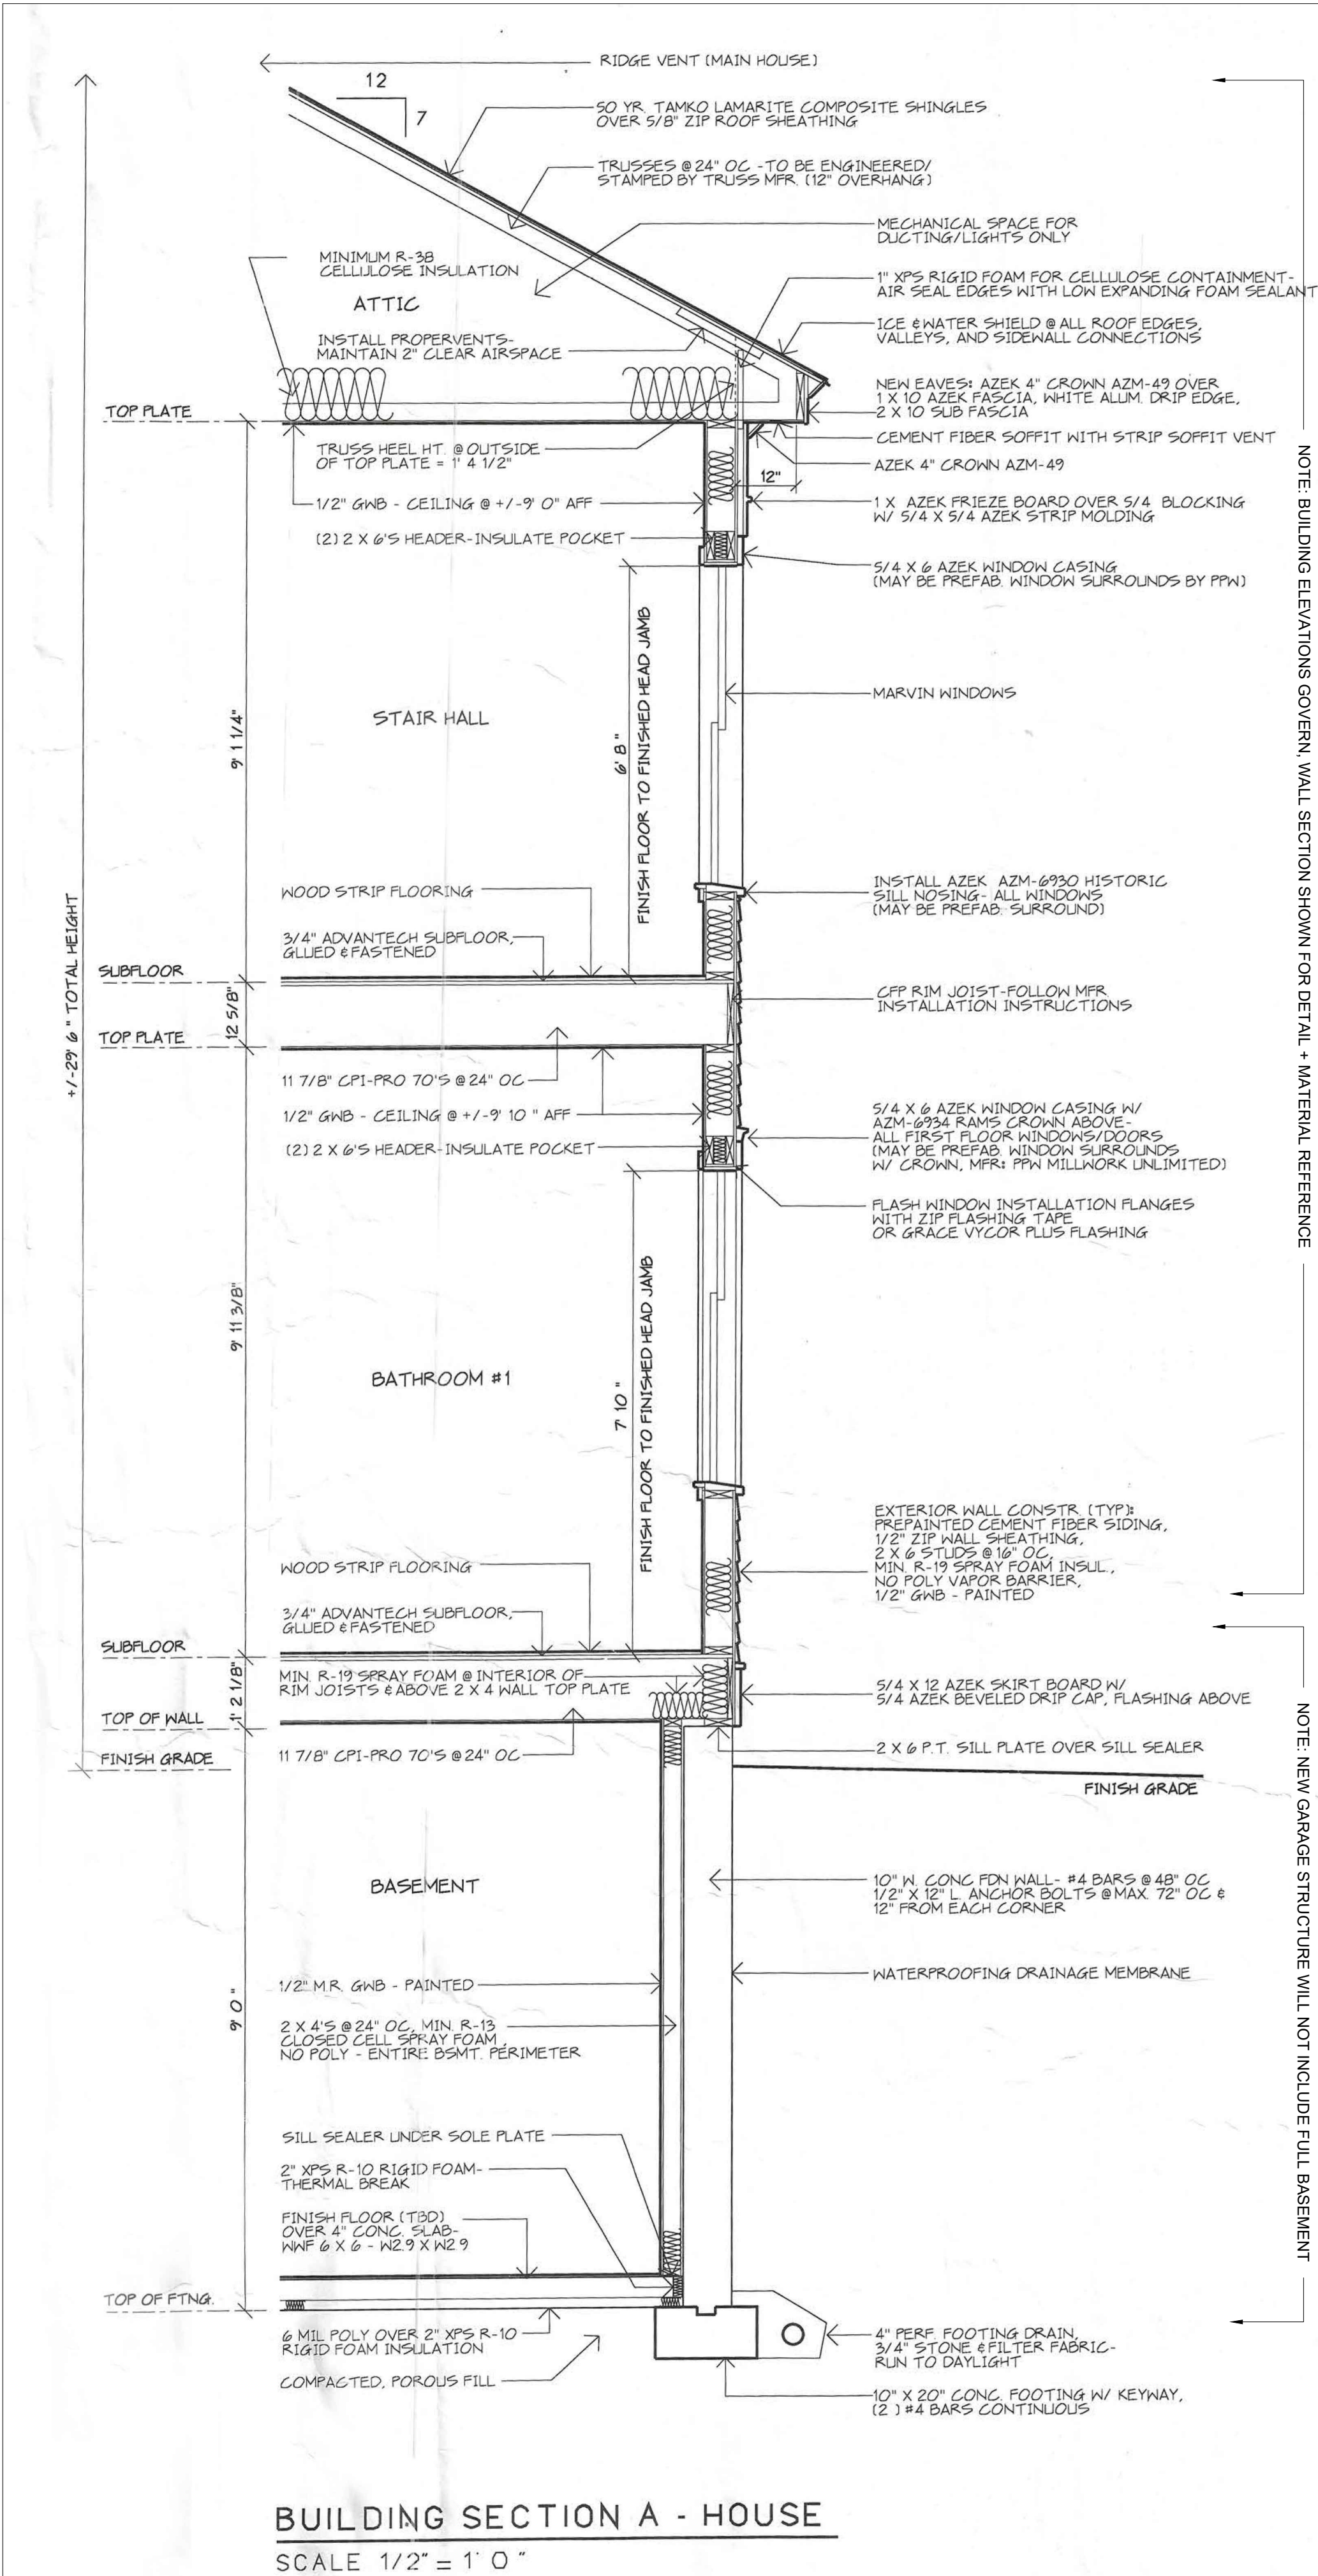 RIDGE VENT (MAIN HOUSE)
12
7
50 YR. TAMKO LAMARITE COMPOSITE SHINGLES
OVER 5/8" ZIP ROOF SHEATHING
TRUSSES @ 24" OC -TO BE ENGINEERED/
STAMPED BY TRUSS MFR. (12" OVERHANG)
MECHANICAL SPACE FOR
DUCTING/LIGHTS ONLY
MINIMUM R-38
CELLULOSE INSULATION
ATTIC
1" XPS RIGID FOAM FOR CELLULOSE CONTAINMENT-
AIR SEAL EDGES WITH LOW EXPANDING FOAM SEALANT
INSTALL PROPERVENTS-
MAINTAIN 2" CLEAR AIRSPACE
ICE & WATER SHIELD @ ALL ROOF EDGES,
VALLEYS, AND SIDEWALL CONNECTIONS
NEW EAVES: AZEK 4" CROWN AZM-49 OVER
1 X 10 AZEK FASCIA, WHITE ALUM. DRIP EDGE,
2 X 10 SUB FASCIA
TOP PLATE
CEMENT FIBER SOFFIT WITH STRIP SOFFIT VENT
TRUSS HEEL HT. @ OUTSIDE
OF TOP PLATE = 1' 4 1/2"
AZEK 4" CROWN AZM-49
12"
1/2" GWB - CEILING @ +/-9' 0" AFF
1 X AZEK FRIEZE BOARD OVER 5/4 BLOCKING
W/ 5/4 X 5/4 AZEK STRIP MOLDING
(2) 2 X 6'S HEADER-INSULATE POCKET
5/4 X 6 AZEK WINDOW CASING
(MAY BE PREFAB. WINDOW SURROUNDS BY PPW)
NOTE: BUILDING ELEVATIONS GOVERN, WALL SECTION SHOWN FOR DETAIL + MATERIAL REFERENCE
MARVIN WINDOWS
STAIR HALL
9' 1 1/4"
6' 8"
FINISH FLOOR TO FINISHED HEAD JAMB
WOOD STRIP FLOORING
INSTALL AZEK AZM-6930 HISTORIC
SILL NOSING- ALL WINDOWS
(MAY BE PREFAB. SURROUND)
3/4" ADVANTECH SUBFLOOR,
GLUED & FASTENED
SUBFLOOR
+/-29' 6" TOTAL HEIGHT
12 5/8"
CFP RIM JOIST-FOLLOW MFR
INSTALLATION INSTRUCTIONS
TOP PLATE
11 7/8" CPI-PRO 70'S @ 24" OC
1/2" GWB - CEILING @ +/-9' 10 " AFF
(2) 2 X 6'S HEADER-INSULATE POCKET
5/4 X 6 AZEK WINDOW CASING W/
AZM-6934 RAMS CROWN ABOVE-
ALL FIRST FLOOR WINDOWS/DOORS
(MAY BE PREFAB. WINDOW SURROUNDS
W/ CROWN, MFR: PPW MILLWORK UNLIMITED)
FLASH WINDOW INSTALLATION FLANGES
WITH ZIP FLASHING TAPE
OR GRACE VYCOR PLUS FLASHING
9' 11 3/8"
BATHROOM #1
7' 10"
FINISH FLOOR TO FINISHED HEAD JAMB
EXTERIOR WALL CONSTR. (TYP):
PREPAINTED CEMENT FIBER SIDING,
1/2" ZIP WALL SHEATHING,
2 X 6 STUDS @ 16" OC,
MIN. R-19 SPRAY FOAM INSUL.,
NO POLY VAPOR BARRIER,
1/2" GWB - PAINTED
WOOD STRIP FLOORING
3/4" ADVANTECH SUBFLOOR,
GLUED & FASTENED
SUBFLOOR
MIN. R-19 SPRAY FOAM @ INTERIOR OF
RIM JOISTS & ABOVE 2 X 4 WALL TOP PLATE
1' 2 1/8"
5/4 X 12 AZEK SKIRT BOARD W/
5/4 AZEK BEVELED DRIP CAP, FLASHING ABOVE
TOP OF WALL
11 7/8" CPI-PRO 70'S @ 24" OC
2 X 6 P.T. SILL PLATE OVER SILL SEALER
FINISH GRADE
FINISH GRADE
NOTE: NEW GARAGE STRUCTURE WILL NOT INCLUDE FULL BASEMENT
BASEMENT
10" W. CONC FDN WALL- #4 BARS @ 48" OC
1/2" X 12" L. ANCHOR BOLTS @ MAX. 72" OC &
12" FROM EACH CORNER
WATERPROOFING DRAINAGE MEMBRANE
1/2" M.R. GWB - PAINTED
9' 0"
2 X 4'S @ 24" OC, MIN. R-13
CLOSED CELL SPRAY FOAM,
NO POLY - ENTIRE BSMT. PERIMETER
SILL SEALER UNDER SOLE PLATE
2" XPS R-10 RIGID FOAM-
THERMAL BREAK
FINISH FLOOR (TBD)
OVER 4" CONC. SLAB-
WWF 6 X 6 - W2.9 X W2.9
TOP OF FTNG.
6 MIL POLY OVER 2" XPS R-10
RIGID FOAM INSULATION
COMPACTED, POROUS FILL
4" PERF. FOOTING DRAIN,
3/4" STONE & FILTER FABRIC-
RUN TO DAYLIGHT
10" X 20" CONC. FOOTING W/ KEYWAY,
(2 ) #4 BARS CONTINUOUS
BUILDING SECTION A - HOUSE
SCALE 1/2" = 1' 0"